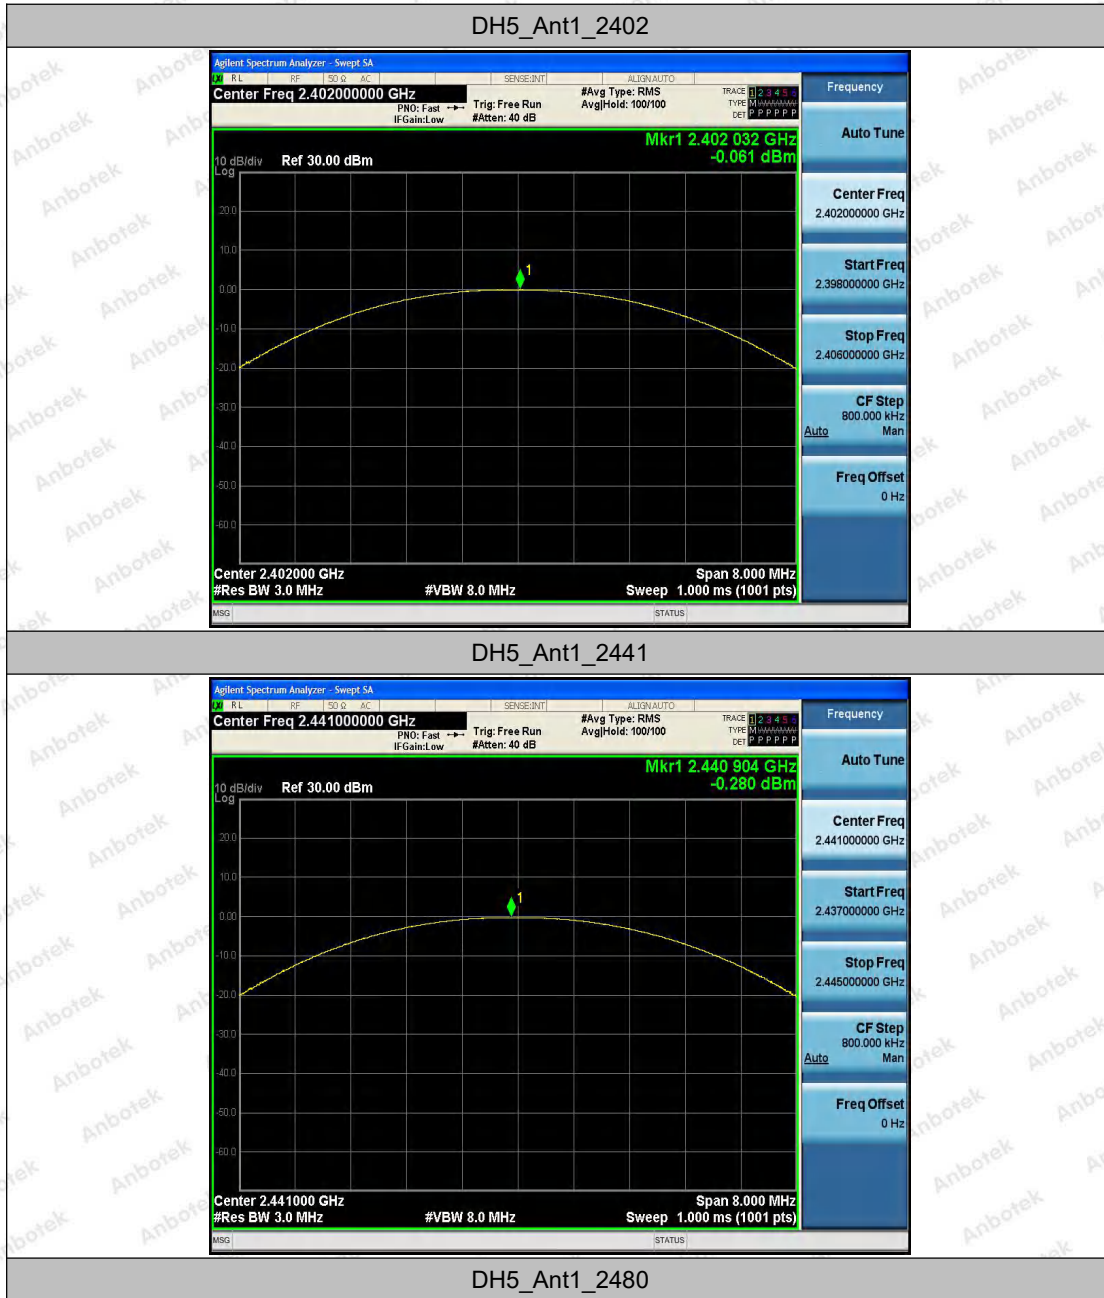 DH5_Ant1_2402
Agilent Spectrum Analyzer - Swept SA
RL RF 50 Ω AC SENSE:INT ALIGNAUTO
Center Freq 2.402000000 GHz
PNO: Fast
IFGain:Low
Trig: Free Run
#Atten: 40 dB
#Avg Type: RMS
Avg|Hold: 100/100
TRACE 1 2 3 4 5 6
TYPE M
DET P P P P P P
Mkr1 2.402 032 GHz
-0.061 dBm
10 dB/div Ref 30.00 dBm
Log
20.0
10.0
0.00
-10.0
-20.0
-30.0
-40.0
-50.0
-60.0
1
Center 2.402000 GHz Span 8.000 MHz
#Res BW 3.0 MHz #VBW 8.0 MHz Sweep 1.000 ms (1001 pts)
MSG STATUS
Frequency
Auto Tune
Center Freq
2.402000000 GHz
Start Freq
2.398000000 GHz
Stop Freq
2.406000000 GHz
CF Step
800.000 kHz
Auto Man
Freq Offset
0 Hz
DH5_Ant1_2441
Agilent Spectrum Analyzer - Swept SA
RL RF 50 Ω AC SENSE:INT ALIGNAUTO
Center Freq 2.441000000 GHz
PNO: Fast
IFGain:Low
Trig: Free Run
#Atten: 40 dB
#Avg Type: RMS
Avg|Hold: 100/100
TRACE 1 2 3 4 5 6
TYPE M
DET P P P P P P
Mkr1 2.440 904 GHz
-0.280 dBm
10 dB/div Ref 30.00 dBm
Log
20.0
10.0
0.00
-10.0
-20.0
-30.0
-40.0
-50.0
-60.0
1
Center 2.441000 GHz Span 8.000 MHz
#Res BW 3.0 MHz #VBW 8.0 MHz Sweep 1.000 ms (1001 pts)
MSG STATUS
Frequency
Auto Tune
Center Freq
2.441000000 GHz
Start Freq
2.437000000 GHz
Stop Freq
2.445000000 GHz
CF Step
800.000 kHz
Auto Man
Freq Offset
0 Hz
DH5_Ant1_2480
Anbotek